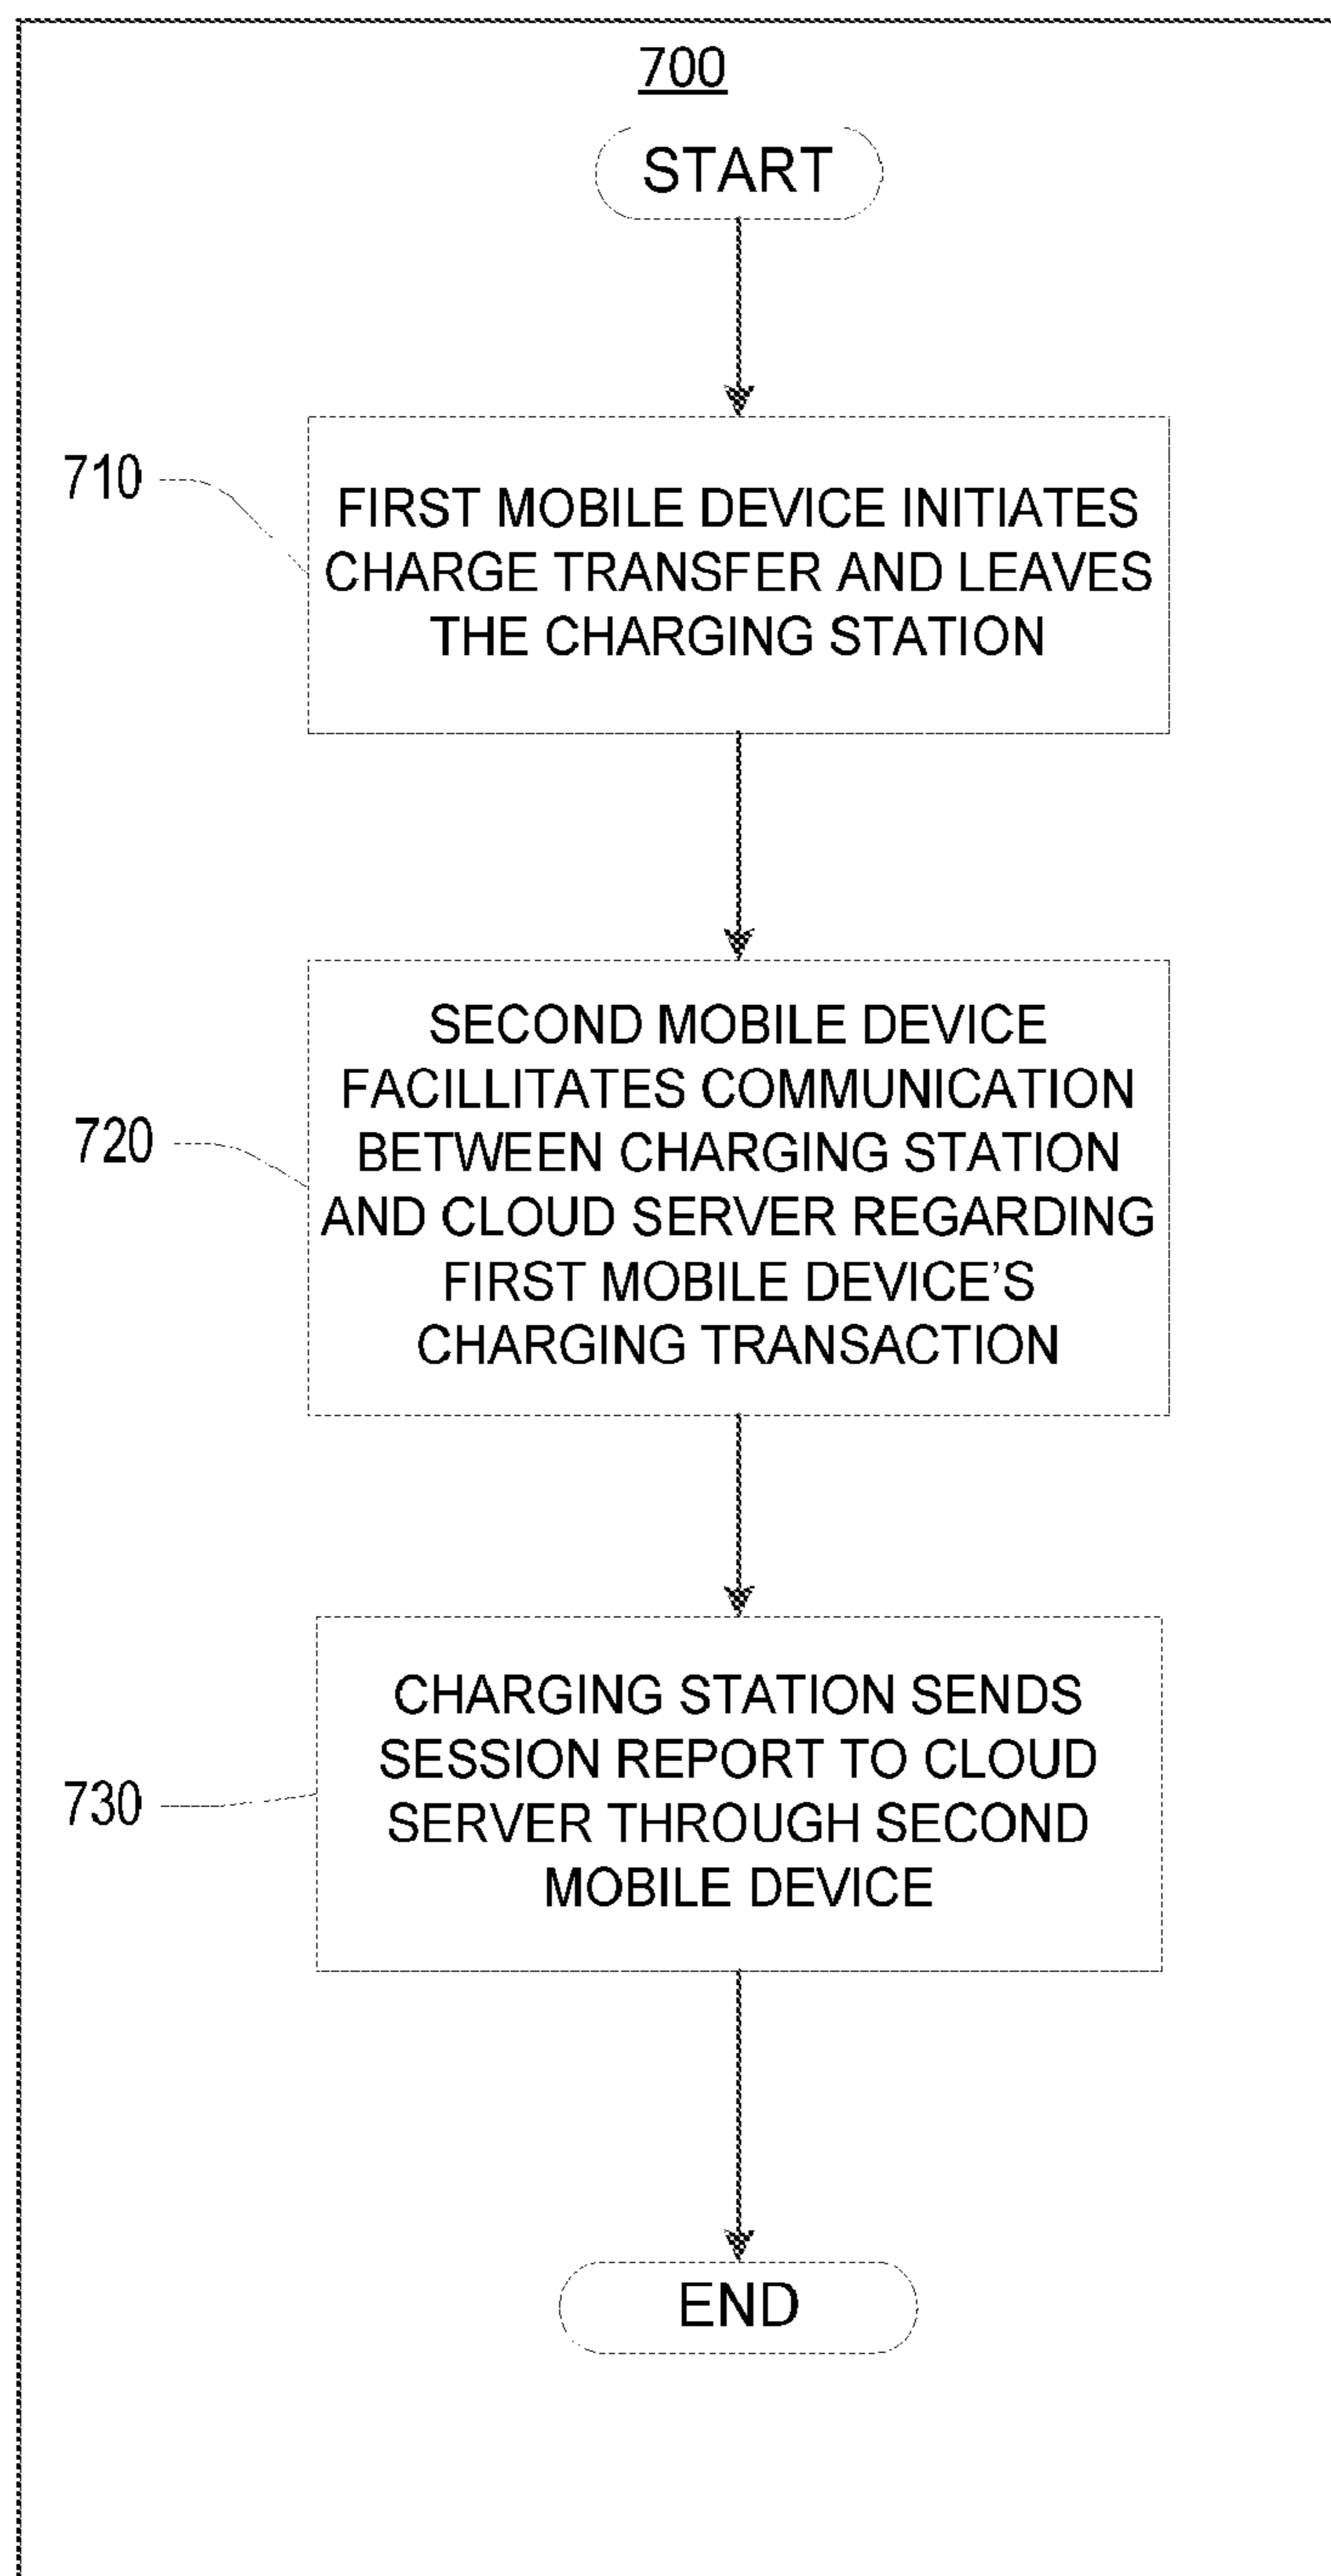 700
START
710
FIRST MOBILE DEVICE INITIATES
CHARGE TRANSFER AND LEAVES
THE CHARGING STATION
720
SECOND MOBILE DEVICE
FACILLITATES COMMUNICATION
BETWEEN CHARGING STATION
AND CLOUD SERVER REGARDING
FIRST MOBILE DEVICE’S
CHARGING TRANSACTION
730
CHARGING STATION SENDS
SESSION REPORT TO CLOUD
SERVER THROUGH SECOND
MOBILE DEVICE
END